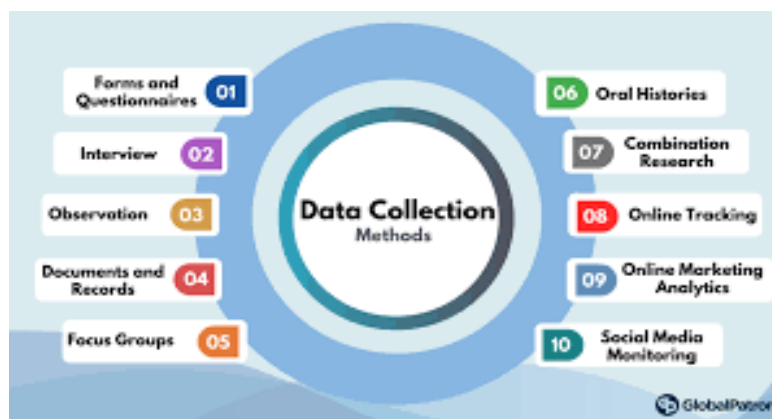 Forms and
Questionnaires
01
Interview
02
Observation
03
Documents and
Records
04
Focus Groups
05
Data Collection
Methods
06
Oral Histories
07
Combination
Research
08
Online Tracking
09
Online Marketing
Analytics
10
Social Media
Monitoring
GlobalPatron